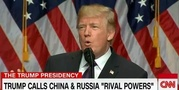 THE TRUMP PRESIDENCY
TRUMP CALLS CHINA & RUSSIA "RIVAL POWERS"
CNN